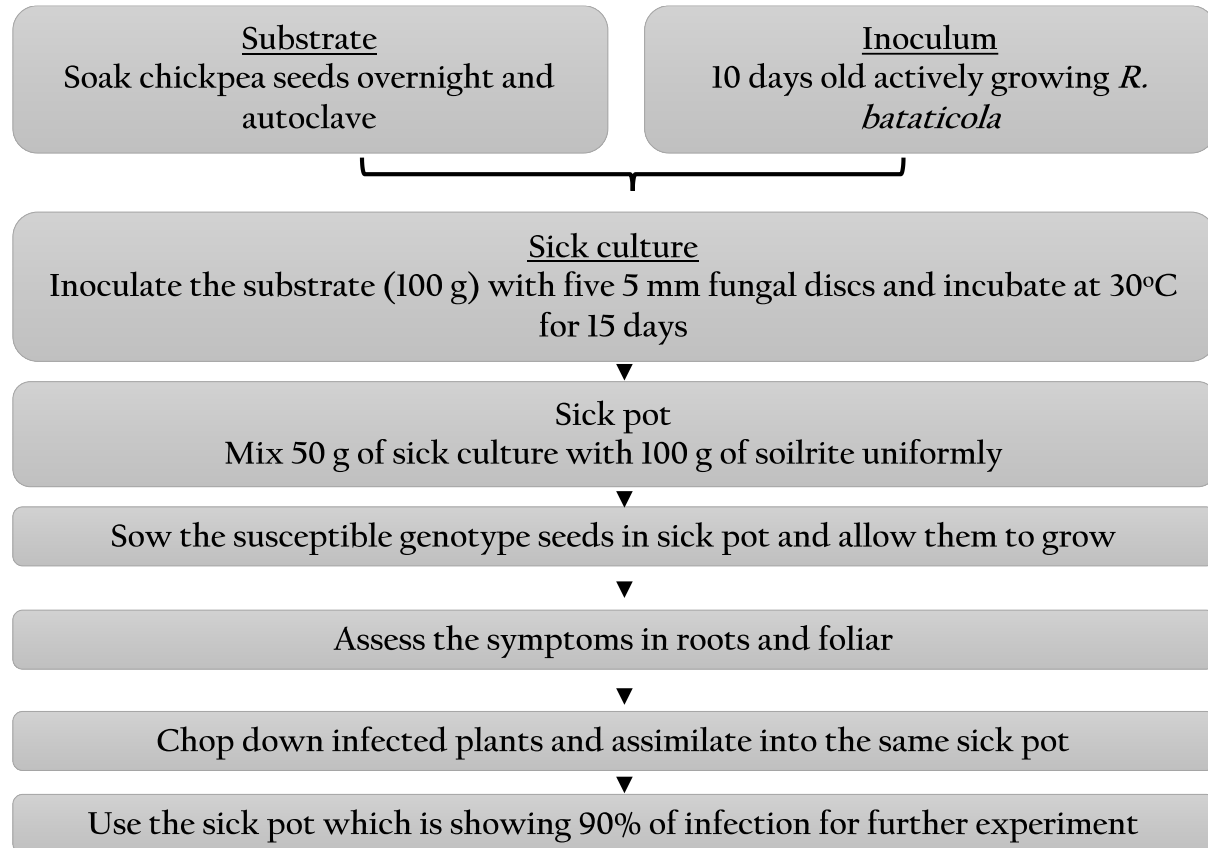 Substrate
Soak chickpea seeds overnight and
autoclave
Inoculum
10 days old actively growing R.
bataticola
Sick culture
Inoculate the substrate (100 g) with five 5 mm fungal discs and incubate at 30°C
for 15 days
Sick pot
Mix 50 g of sick culture with 100 g of soilrite uniformly
Sow the susceptible genotype seeds in sick pot and allow them to grow
Assess the symptoms in roots and foliar
Chop down infected plants and assimilate into the same sick pot
Use the sick pot which is showing 90% of infection for further experiment